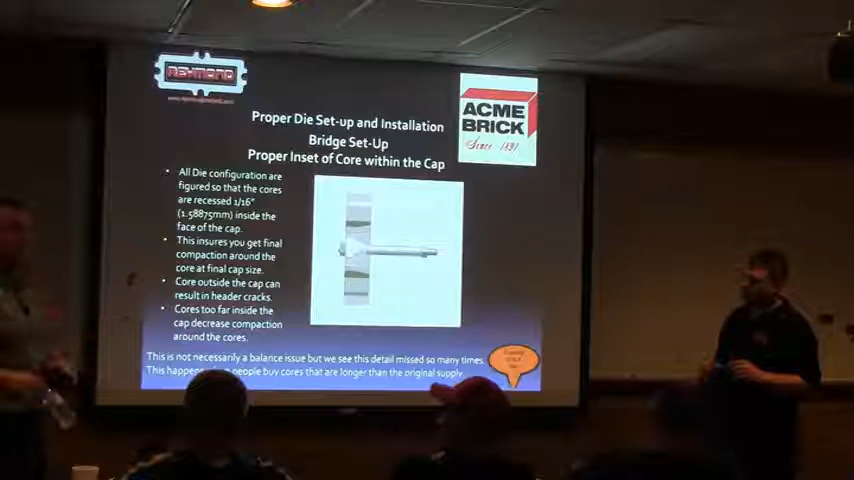 REYMOND
ACME
BRICK
Since 1891
Proper Die Set-up and Installation
Bridge Set-Up
Proper Inset of Core within the Cap
• All Die configuration are
figured so that the cores
are recessed 1/16"
(1.58875mm) inside the
face of the cap.
• This insures you get final
compaction around the
core at final cap size.
• Core outside the cap can
result in header cracks.
• Cores too far inside the
cap decrease compaction
around the cores.
This is not necessarily a balance issue but we see this detail missed so many times.
This happens people buy cores that are longer than the original supply.